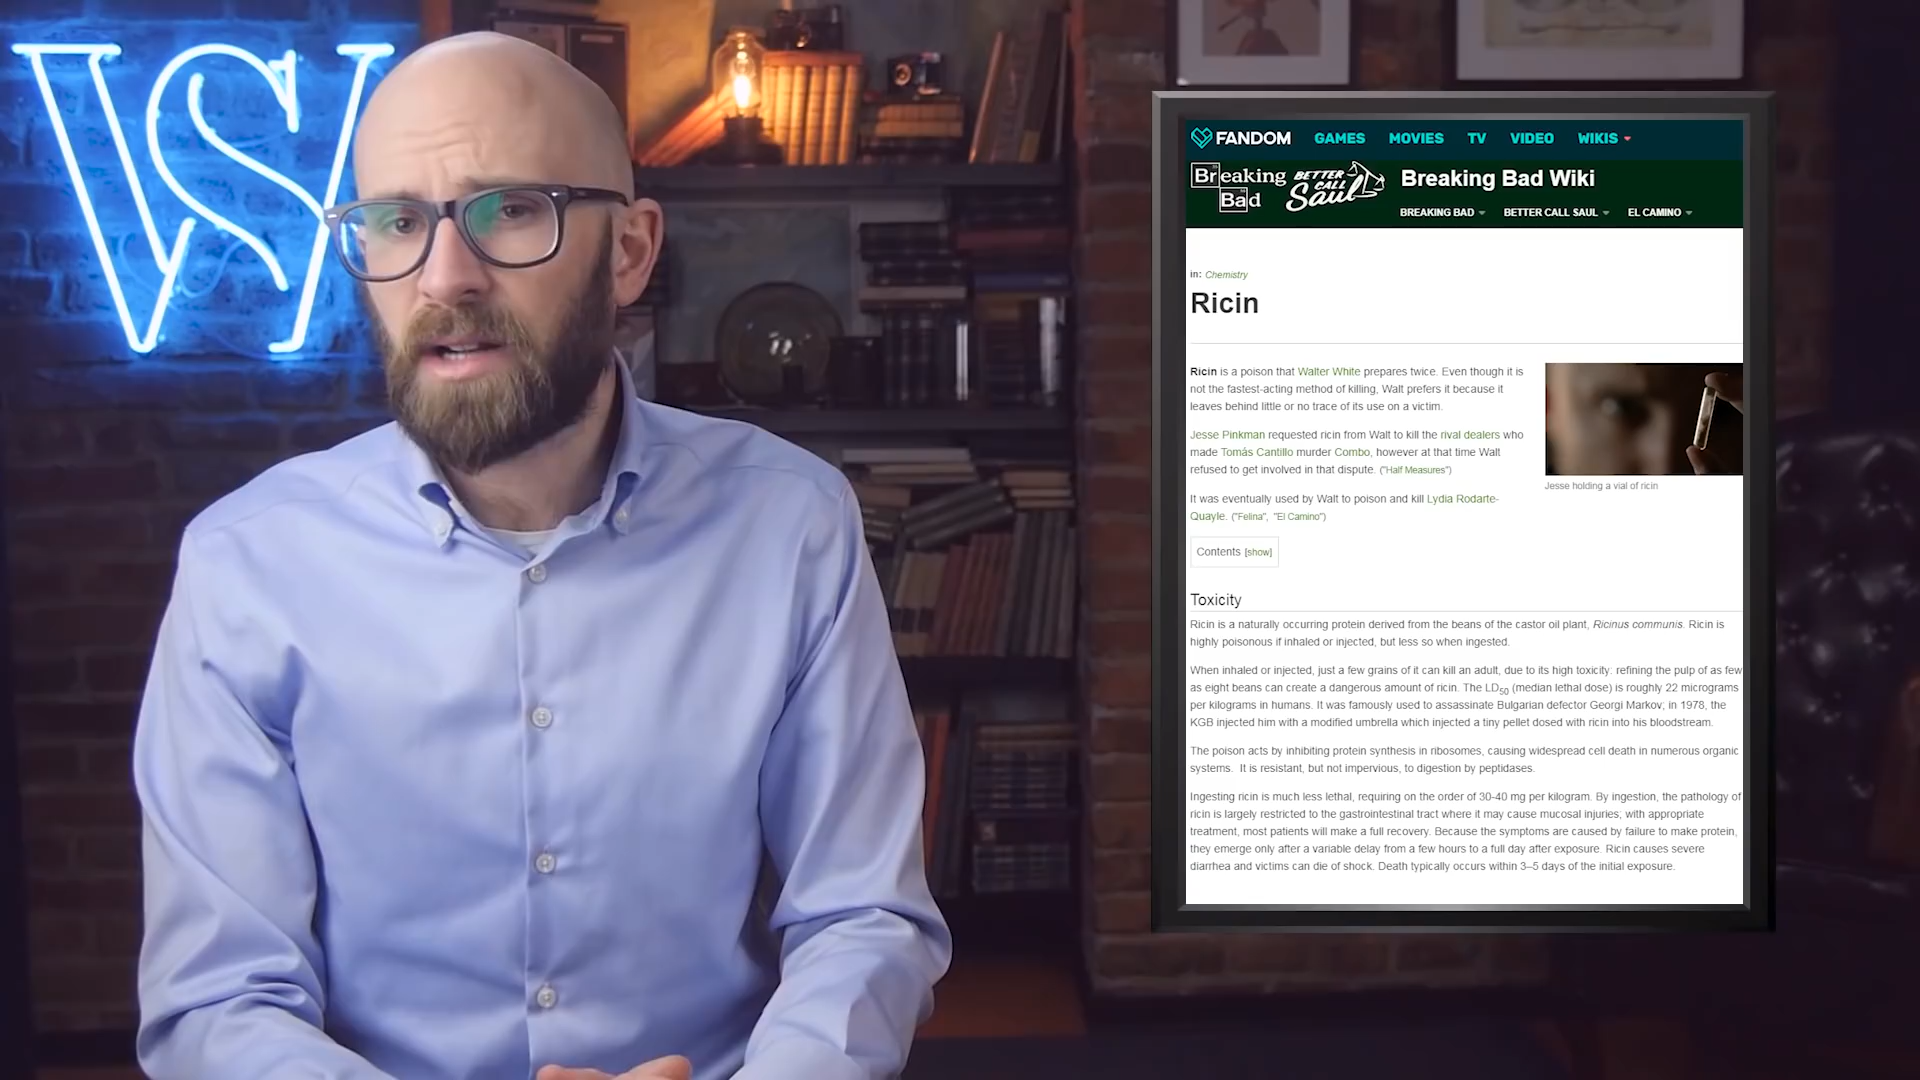 VSW
FANDOM GAMES MOVIES TV VIDEO WIKIS
Breaking Bad BETTER CALL Saul Breaking Bad Wiki
BREAKING BAD BETTER CALL SAUL EL CAMINO
in: Chemistry
Ricin
Ricin is a poison that Walter White prepares twice. Even though it is
not the fastest-acting method of killing, Walt prefers it because it
leaves behind little or no trace of its use on a victim.
Jesse Pinkman requested ricin from Walt to kill the rival dealers who
made Tomás Cantillo murder Combo, however at that time Walt
refused to get involved in that dispute. ("Half Measures")
It was eventually used by Walt to poison and kill Lydia Rodarte-
Quayle. ("Felina", "El Camino")
Jesse holding a vial of ricin
Contents [show]
Toxicity
Ricin is a naturally occurring protein derived from the beans of the castor oil plant, Ricinus communis. Ricin is
highly poisonous if inhaled or injected, but less so when ingested.
When inhaled or injected, just a few grains of it can kill an adult, due to its high toxicity: refining the pulp of as few
as eight beans can create a dangerous amount of ricin. The LD50 (median lethal dose) is roughly 22 micrograms
per kilograms in humans. It was famously used to assassinate Bulgarian defector Georgi Markov; in 1978, the
KGB injected him with a modified umbrella which injected a tiny pellet dosed with ricin into his bloodstream.
The poison acts by inhibiting protein synthesis in ribosomes, causing widespread cell death in numerous organic
systems. It is resistant, but not impervious, to digestion by peptidases.
Ingesting ricin is much less lethal, requiring on the order of 30-40 mg per kilogram. By ingestion, the pathology of
ricin is largely restricted to the gastrointestinal tract where it may cause mucosal injuries; with appropriate
treatment, most patients will make a full recovery. Because the symptoms are caused by failure to make protein,
they emerge only after a variable delay from a few hours to a full day after exposure. Ricin causes severe
diarrhea and victims can die of shock. Death typically occurs within 3–5 days of the initial exposure.